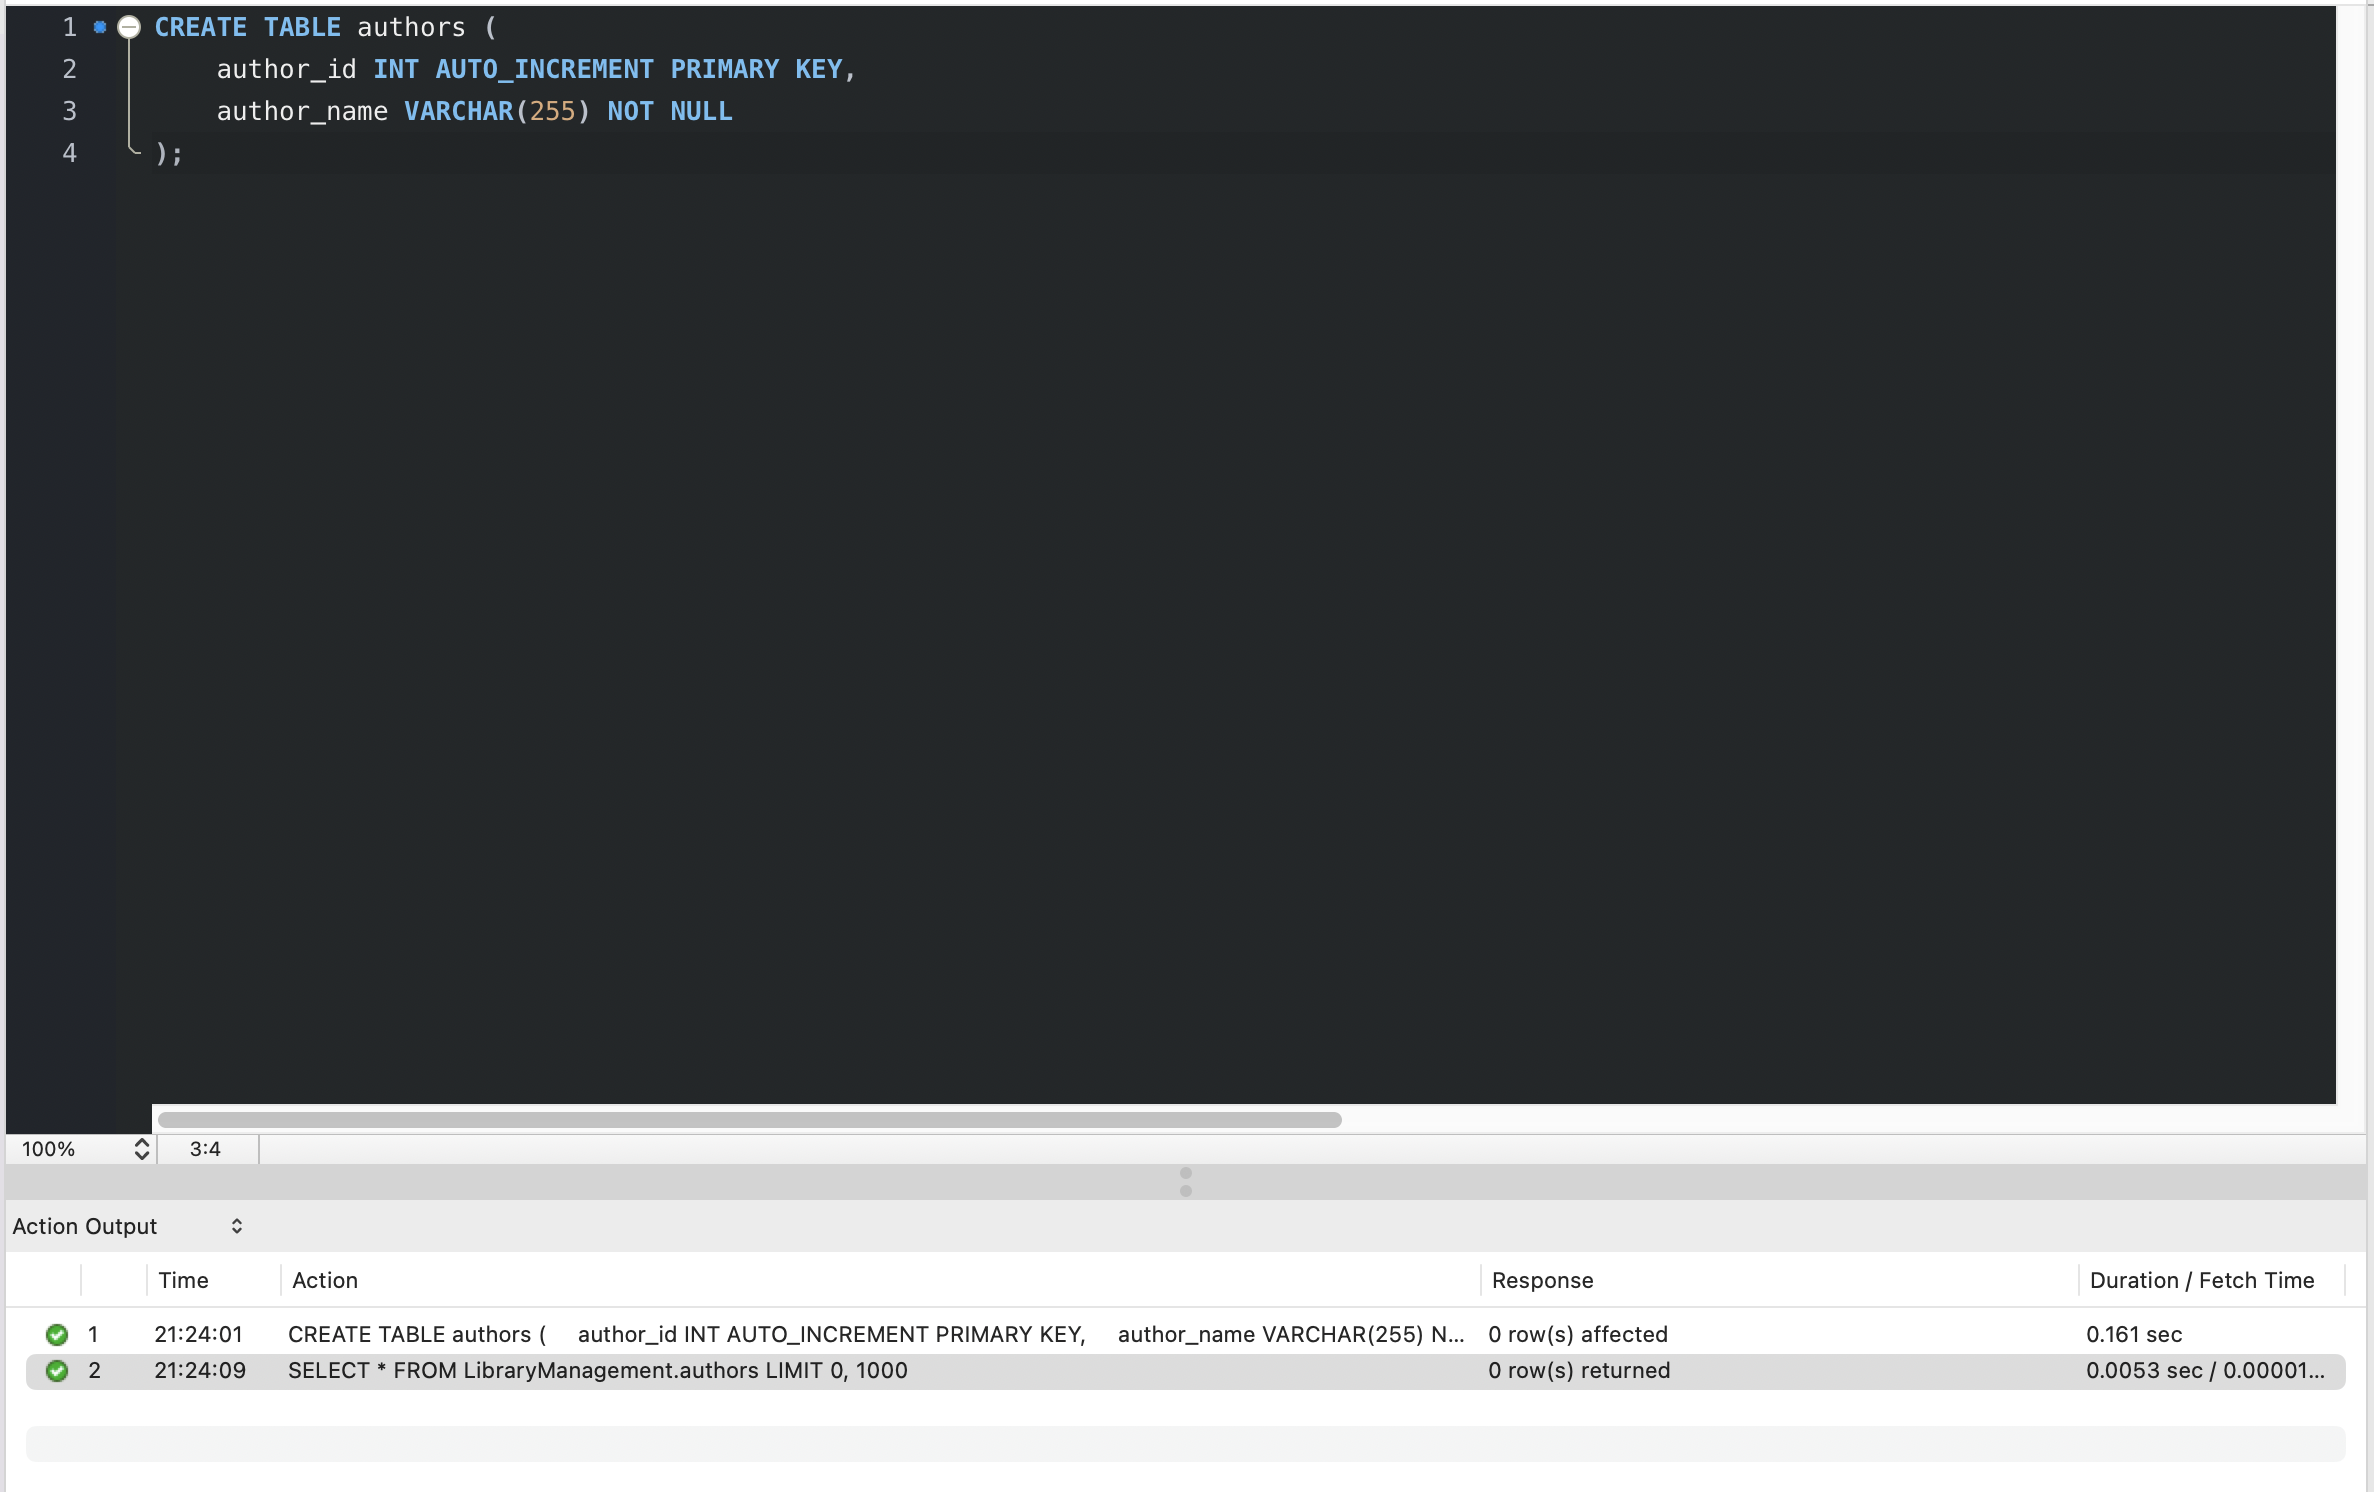 1 CREATE TABLE authors (
2 author_id INT AUTO_INCREMENT PRIMARY KEY,
3 author_name VARCHAR(255) NOT NULL
4 );
100% 3:4
Action Output
Time Action Response Duration / Fetch Time
1 21:24:01 CREATE TABLE authors ( author_id INT AUTO_INCREMENT PRIMARY KEY, author_name VARCHAR(255) N... 0 row(s) affected 0.161 sec
2 21:24:09 SELECT * FROM LibraryManagement.authors LIMIT 0, 1000 0 row(s) returned 0.0053 sec / 0.00001...